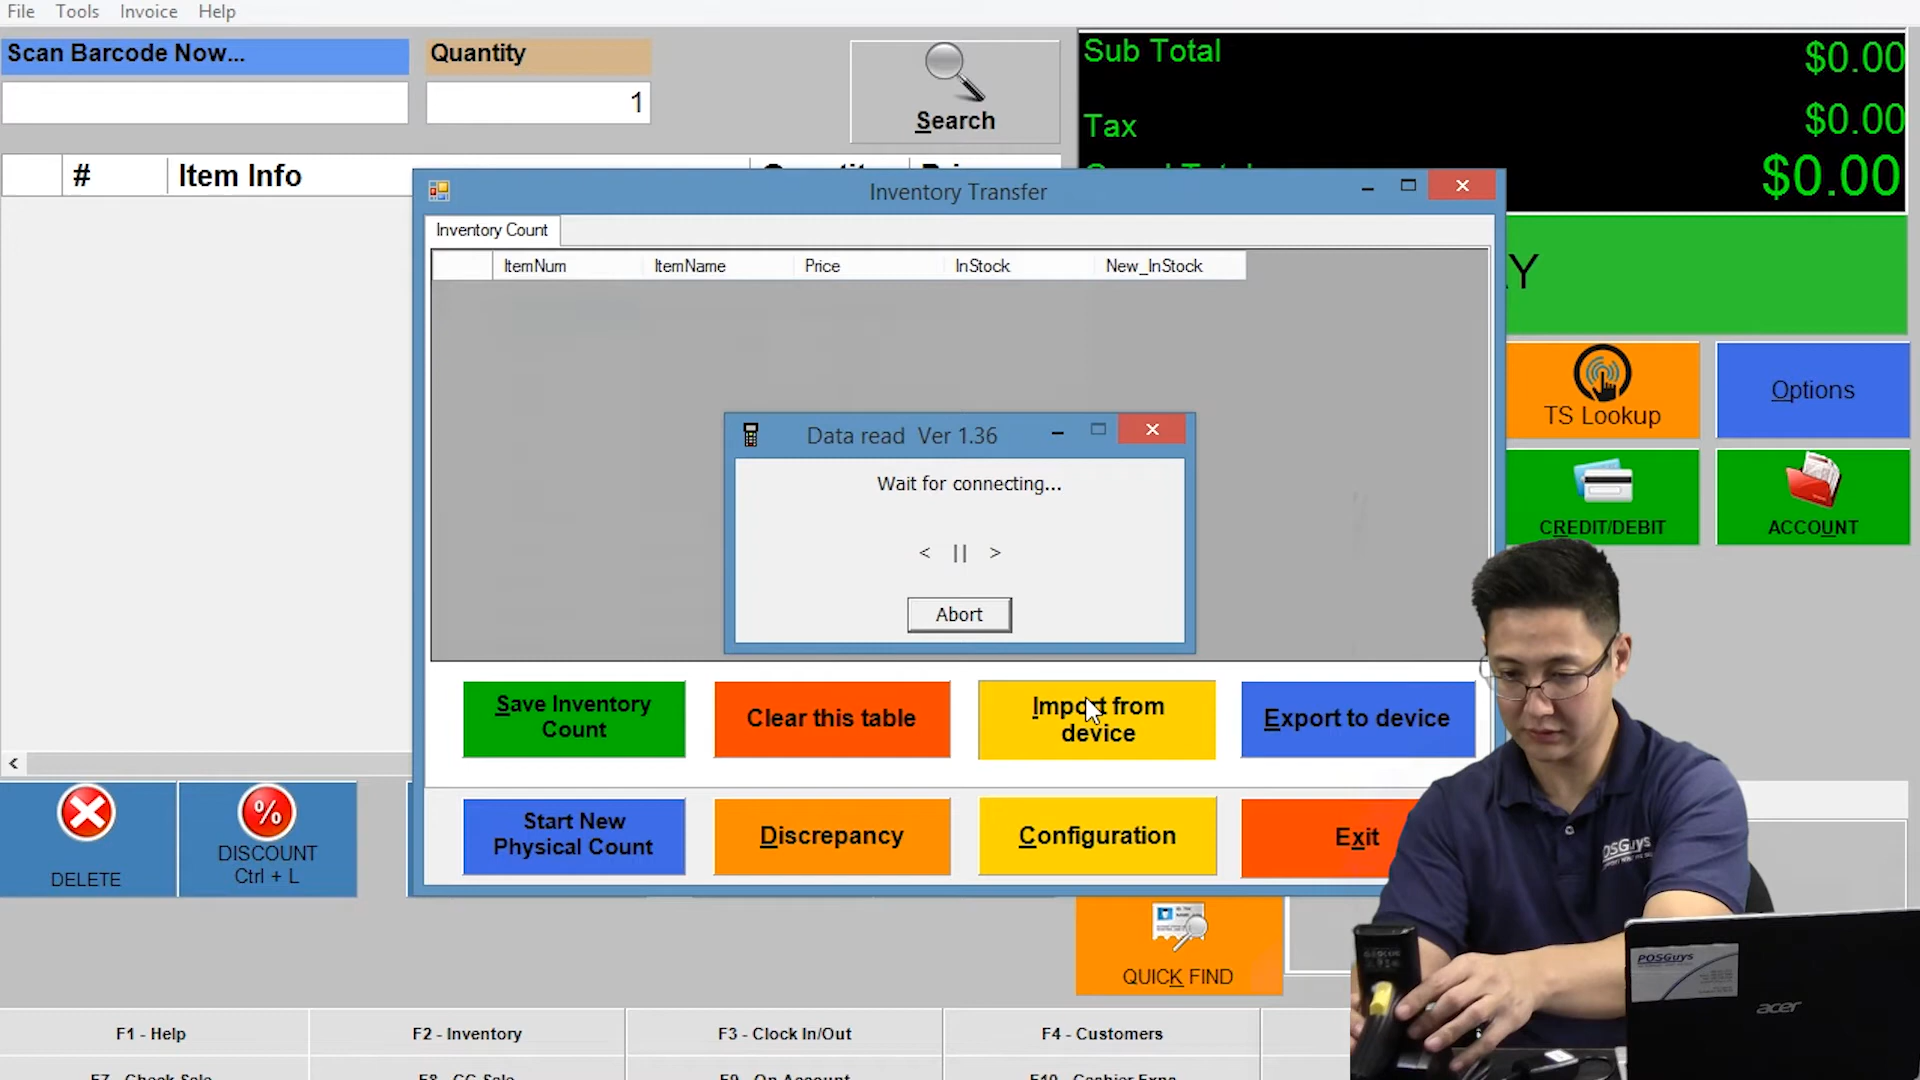 File Tools Invoice Help
Scan Barcode Now...
Quantity
1
Search
Sub Total $0.00
Tax $0.00
$0.00
# Item Info
Inventory Transfer
Inventory Count
ItemNum ItemName Price InStock New_InStock
Data read Ver 1.36
Wait for connecting...
< || >
Abort
TS Lookup
Options
CREDIT/DEBIT
ACCOUNT
Save Inventory
Count
Clear this table
Import from
device
Export to device
Start New
Physical Count
Discrepancy
Configuration
Exit
DELETE
DISCOUNT
Ctrl + L
QUICK FIND
POSGuys
POSGuys
acer
F1 - Help
F2 - Inventory
F3 - Clock In/Out
F4 - Customers